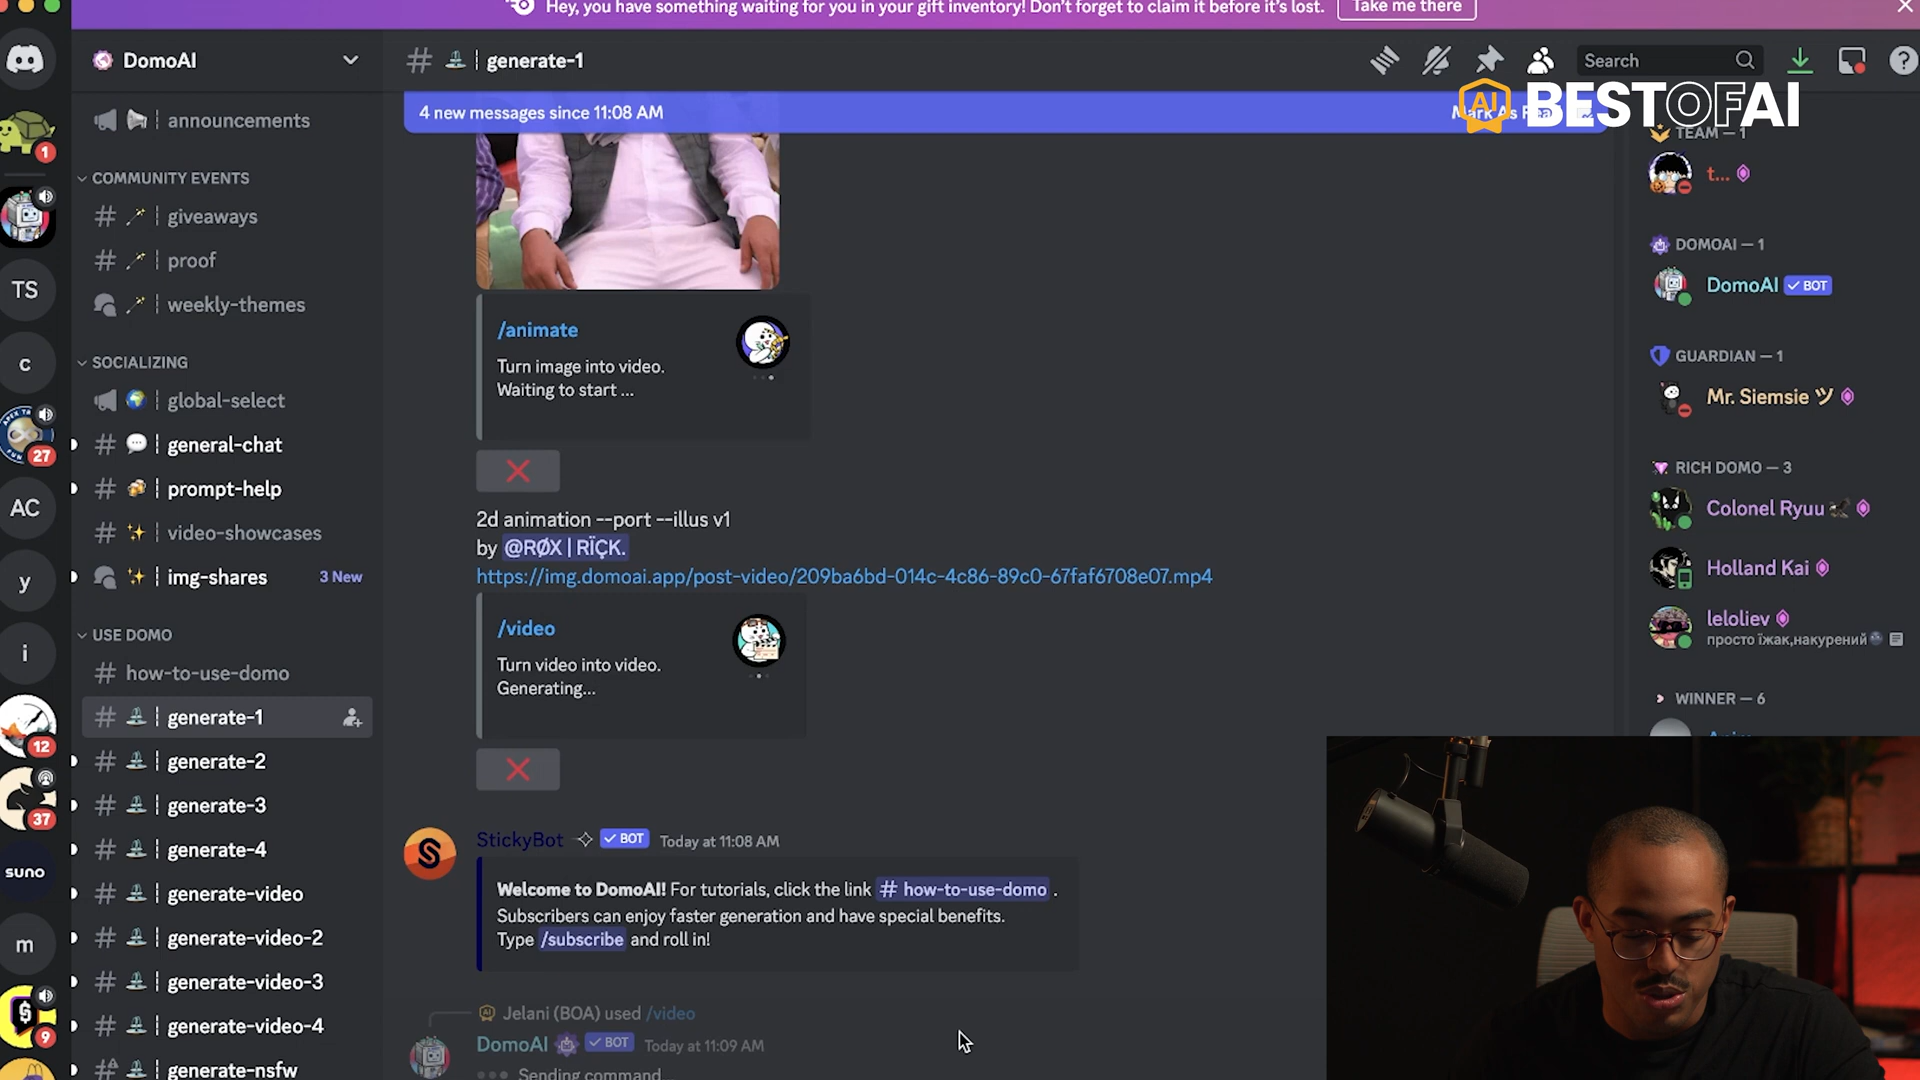 Hey, you have something waiting for you in your gift inventory! Don't forget to claim it before it's lost.
Take me there
DomoAI
generate-1
Search
4 new messages since 11:08 AM
BESTOFAI
AI
announcements
COMMUNITY EVENTS
giveaways
proof
weekly-themes
SOCIALIZING
global-select
general-chat
prompt-help
video-showcases
img-shares
3 New
USE DOMO
how-to-use-domo
generate-1
generate-2
generate-3
generate-4
generate-video
generate-video-2
generate-video-3
generate-video-4
generate-nsfw
1
TS
c
27
AC
y
i
12
37
suno
m
9
/animate
Turn image into video.
Waiting to start ...
2d animation --port --illus v1
by @RØX | RÏÇK.
https://img.domoai.app/post-video/209ba6bd-014c-4c86-89c0-67faf6708e07.mp4
/video
Turn video into video.
Generating...
StickyBot BOT Today at 11:08 AM
Welcome to DomoAI! For tutorials, click the link # how-to-use-domo .
Subscribers can enjoy faster generation and have special benefits.
Type /subscribe and roll in!
Jelani (BOA) used /video
DomoAI BOT Today at 11:09 AM
Sending command...
TEAM — 1
t...
DOMOAI — 1
DomoAI BOT
GUARDIAN — 1
Mr. Siemsie ツ
RICH DOMO — 3
Colonel Ryuu
Holland Kai
leloliev
просто їжак,накурений
WINNER — 6